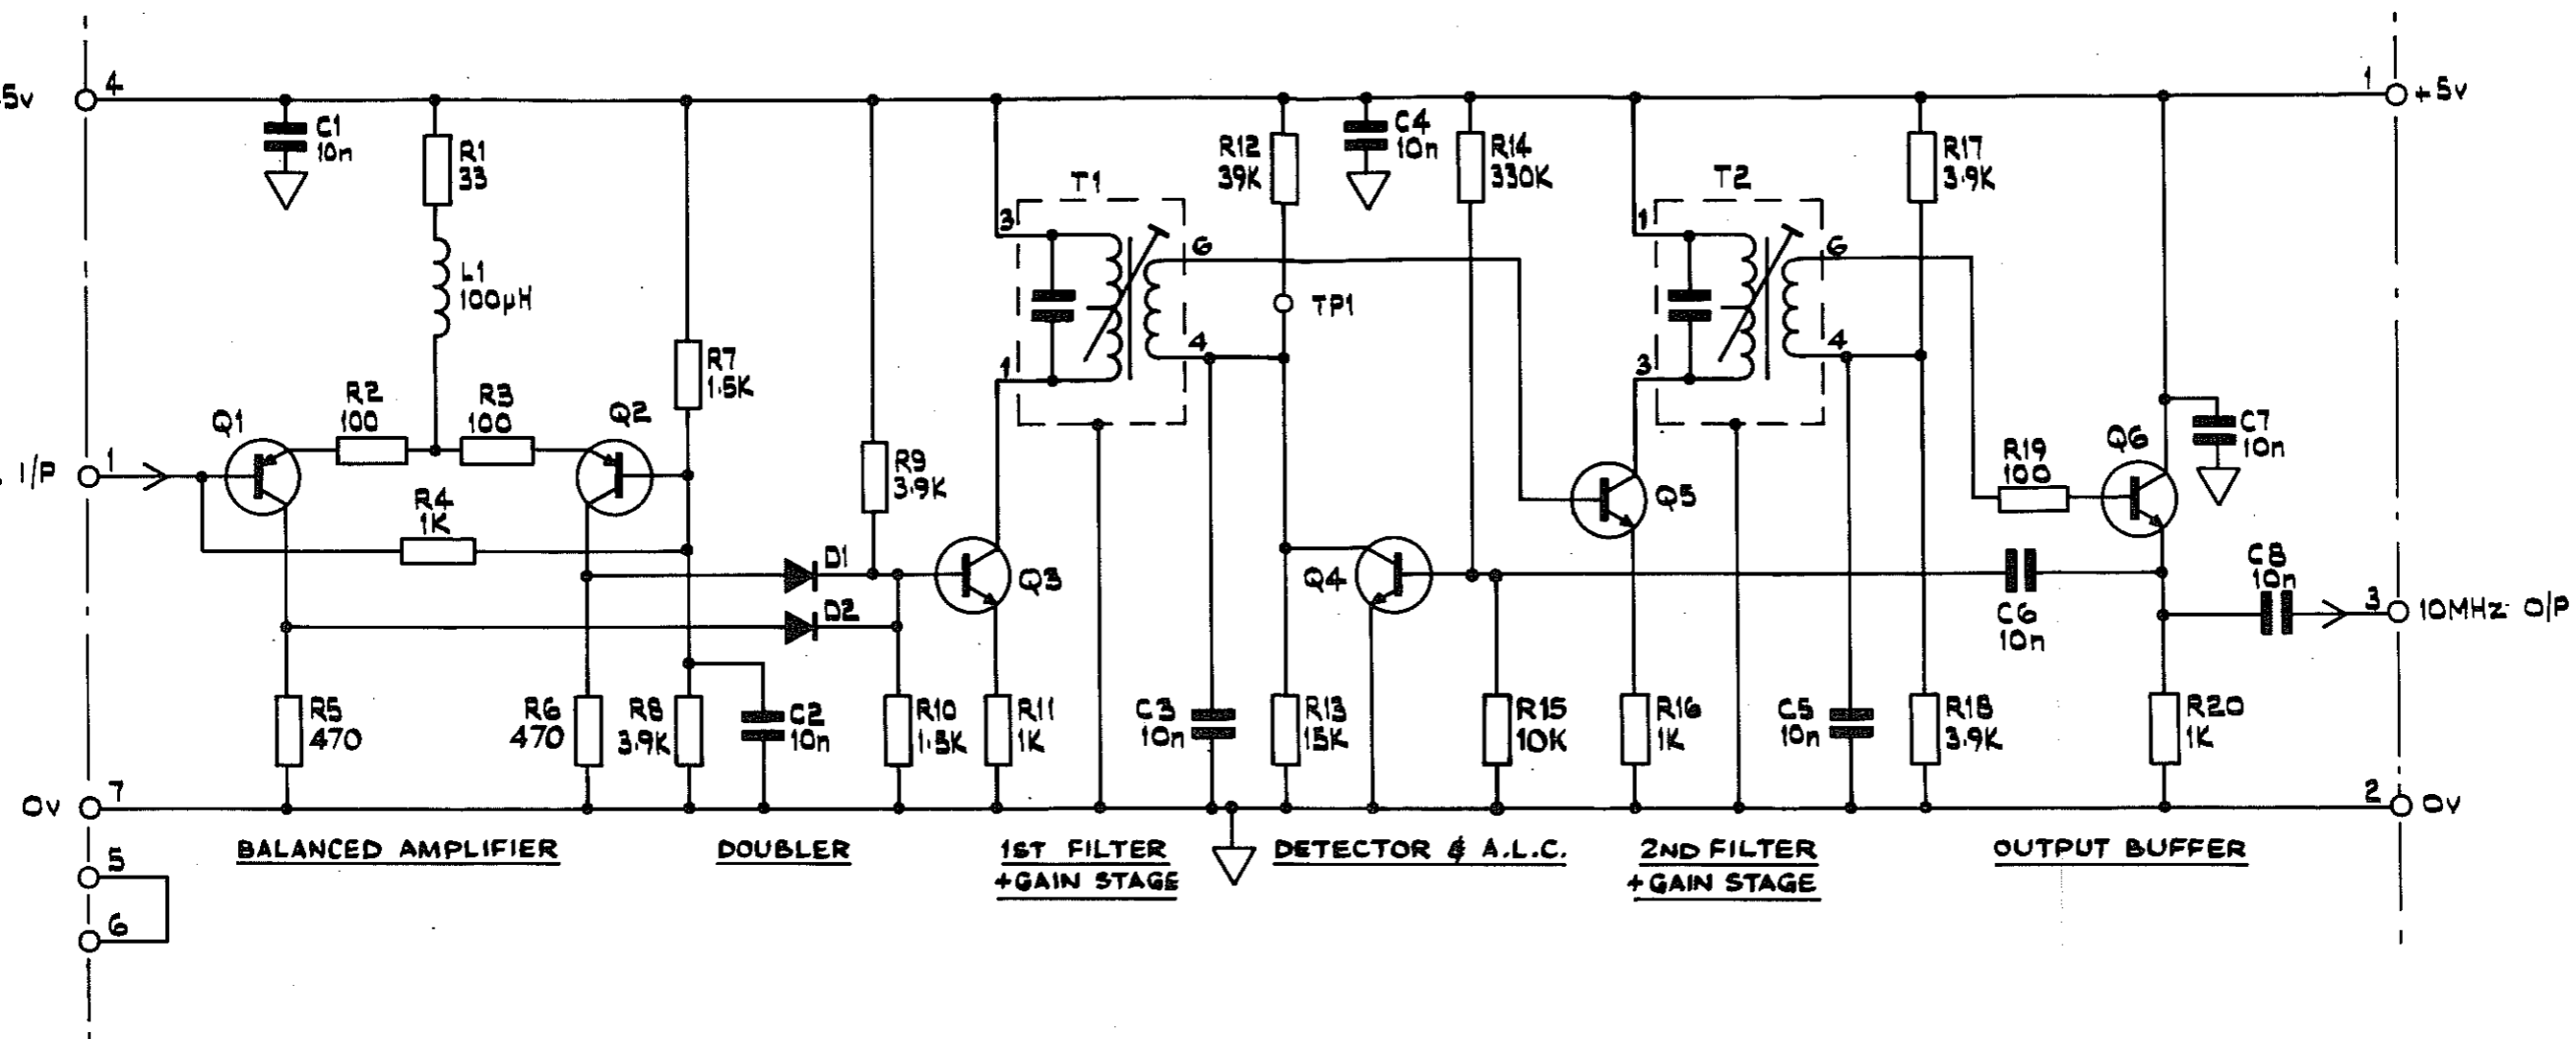 5v
4
1
+5v
C1
10n
R1
33
L1
100µH
R2
100
R3
100
Q1
Q2
R7
1.5K
I/P
1
R4
1K
R9
3.9K
D1
D2
Q3
R5
470
R6
470
R8
3.9K
C2
10n
R10
R11
1K
T1
3
1
6
4
R12
39K
TP1
C4
10n
R14
330K
C3
10n
R13
15K
Q4
R15
10K
T2
1
3
6
4
Q5
R16
1K
C5
10n
R17
3.9K
R18
3.9K
R19
100
Q6
C7
10n
C6
10n
C8
10n
3
10MHz O/P
R20
1K
0v
7
2
0v
5
6
BALANCED AMPLIFIER
DOUBLER
1ST FILTER
+GAIN STAGE
DETECTOR & A.L.C.
2ND FILTER
+GAIN STAGE
OUTPUT BUFFER